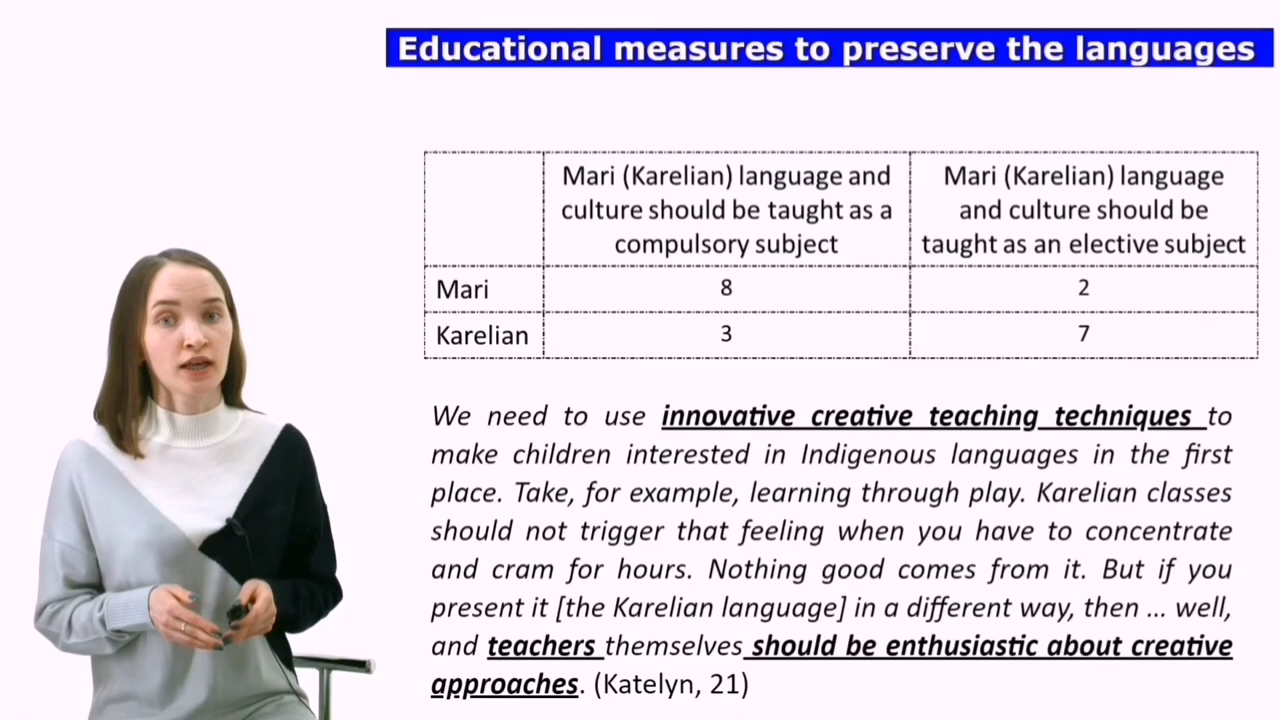 Educational measures to preserve the languages
Mari (Karelian) language and
culture should be taught as a
compulsory subject
Mari (Karelian) language
and culture should be
taught as an elective subject
Mari 8 2
Karelian 3 7
We need to use innovative creative teaching techniques to
make children interested in Indigenous languages in the first
place. Take, for example, learning through play. Karelian classes
should not trigger that feeling when you have to concentrate
and cram for hours. Nothing good comes from it. But if you
present it [the Karelian language] in a different way, then … well,
and teachers themselves should be enthusiastic about creative
approaches. (Katelyn, 21)